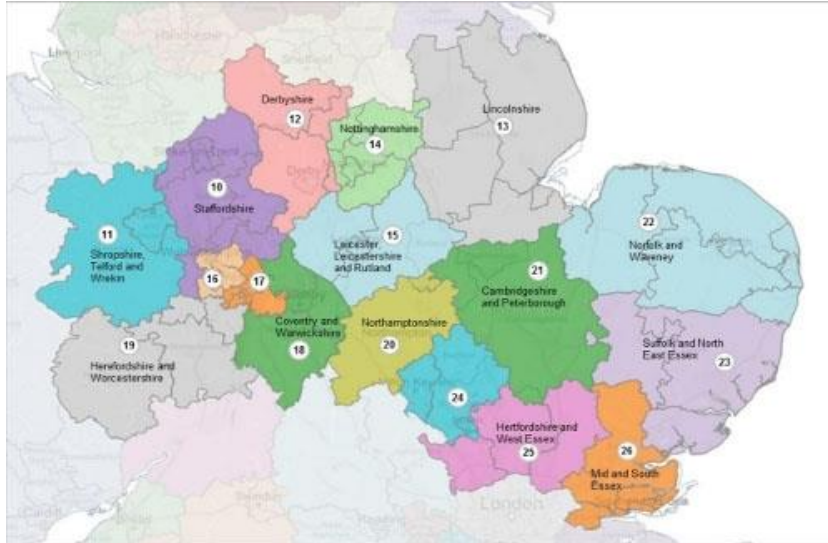 Derbyshire
12
Lincolnshire
13
Nottinghamshire
14
10
Staffordshire
11
Shropshire,
Telford and
Wrekin
15
Leicester,
Leicestershire
and Rutland
22
Norfolk and
Waveney
16
17
21
Cambridgeshire
and Peterborough
Coventry and
Warwickshire
18
Northamptonshire
20
19
Herefordshire and
Worcestershire
Suffolk and North
East Essex
23
24
Hertfordshire and
West Essex
25
26
Mid and South
Essex
London